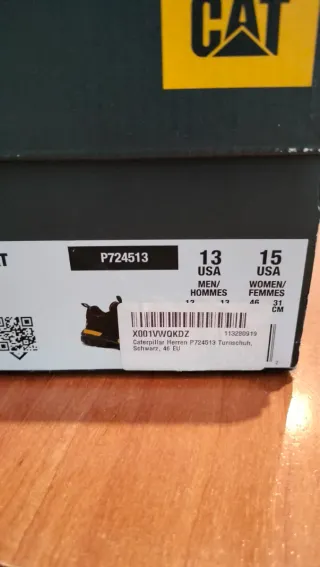 CAT
P724513
13 15
USA USA
MEN/ WOMEN/
HOMMES FEMMES
46 31
CM
X001VWQKDZ 113299919
Caterpillar Herren P724513 Turnschuh,
Schwarz, 46 EU